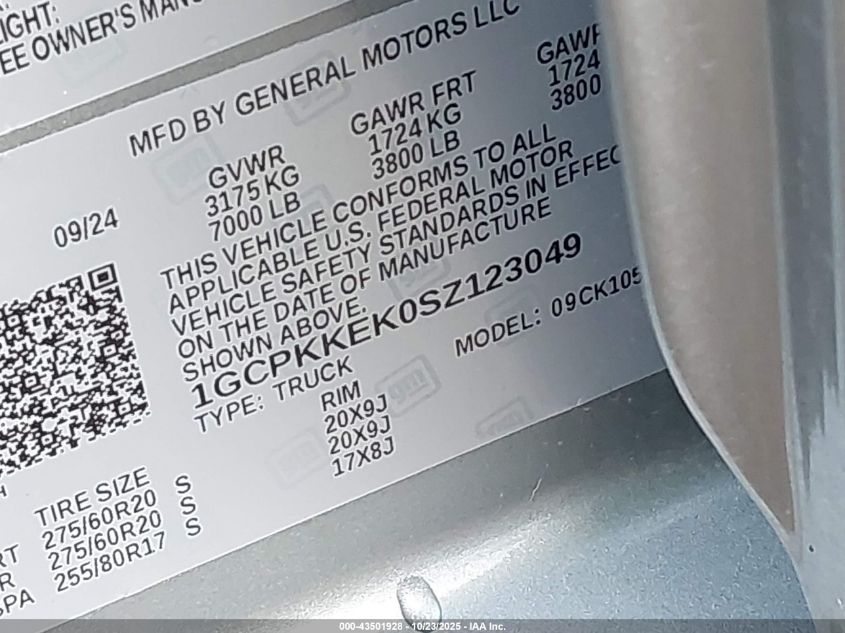 LIGHT:
EE OWNER'S MANU
MFD BY GENERAL MOTORS LLC
09/24
GVWR GAWR FRT GAWR
3175 KG 1724 KG 1724
7000 LB 3800 LB 3800
THIS VEHICLE CONFORMS TO ALL
APPLICABLE U.S. FEDERAL MOTOR
VEHICLE SAFETY STANDARDS IN EFFEC
ON THE DATE OF MANUFACTURE
SHOWN ABOVE.
1GCPKKEK0SZ123049
TYPE: TRUCK MODEL: 09CK105
TIRE SIZE RIM
RT 275/60R20 S 20X9J
R 275/60R20 S 20X9J
SPA 255/80R17 S 17X8J
gm
000-43501928 - 10/23/2025 - IAA Inc.